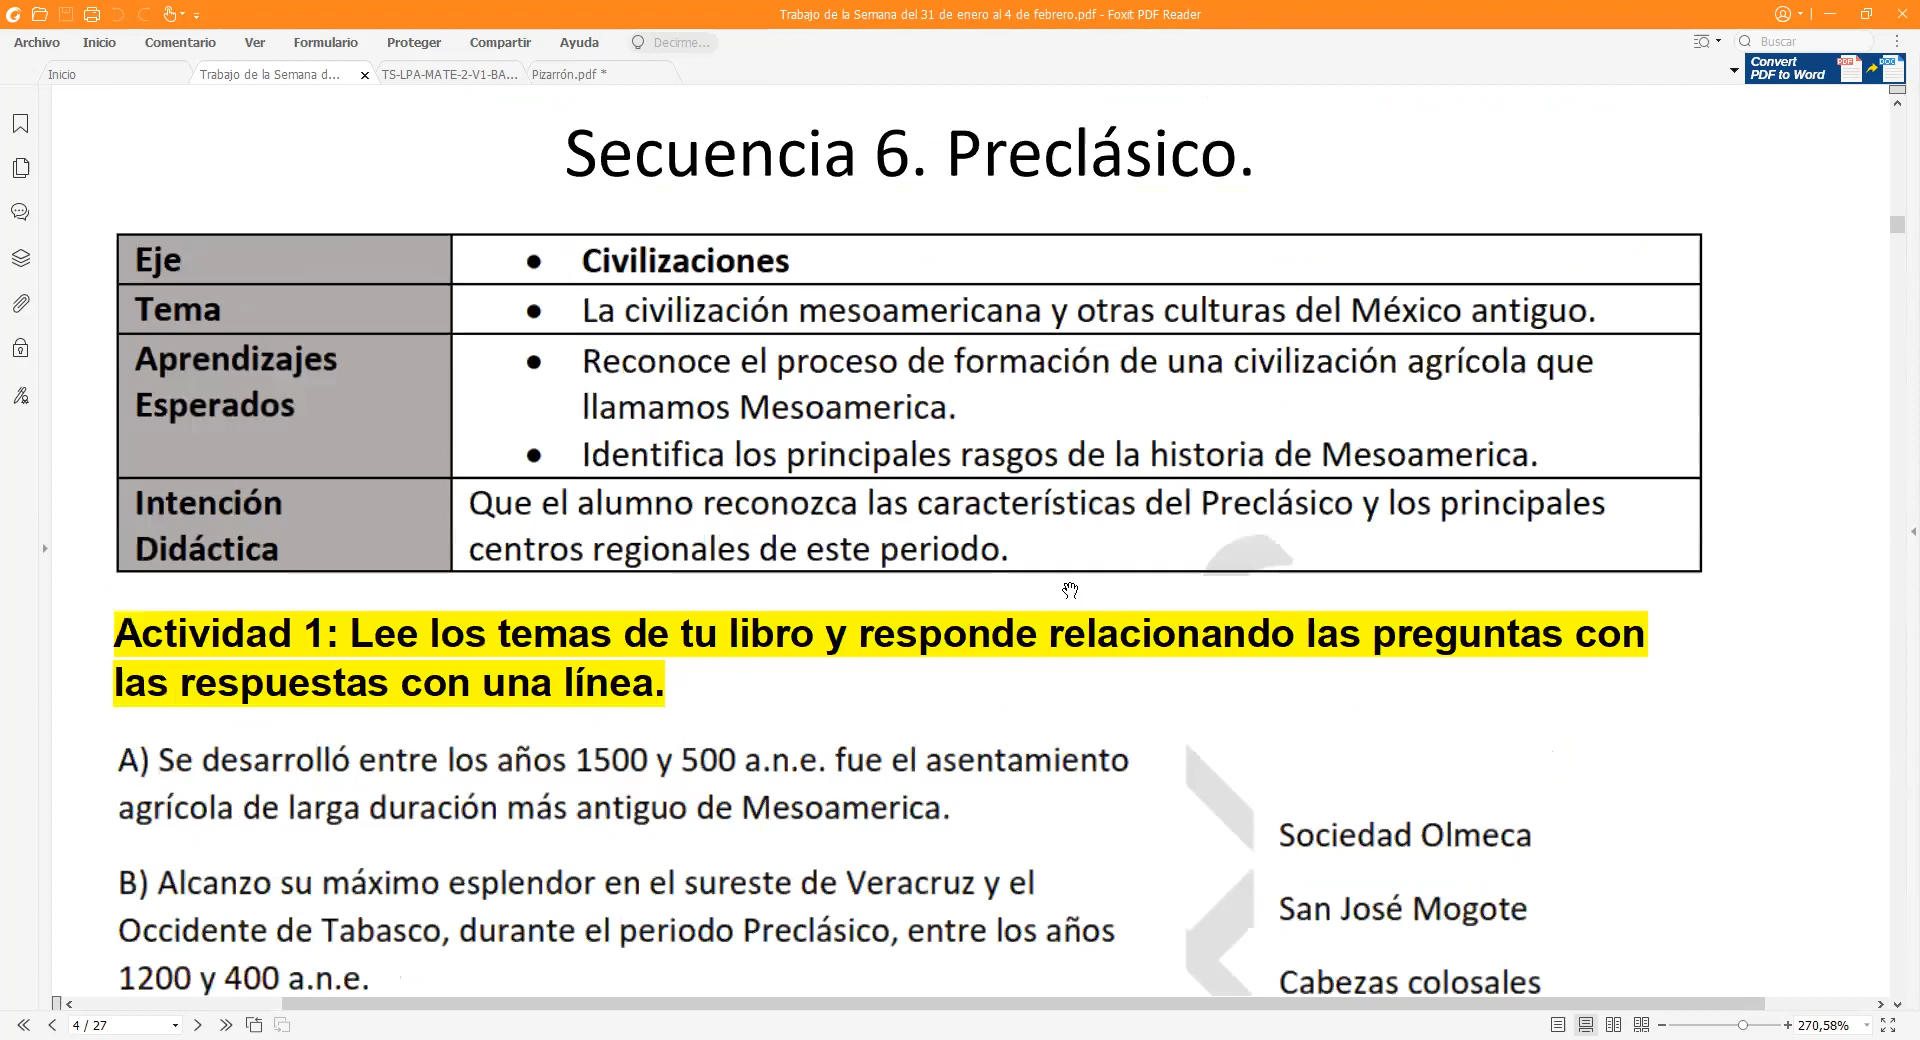 Trabajo de la Semana del 31 de enero al 4 de febrero.pdf - Foxit PDF Reader
Archivo Inicio Comentario Ver Formulario Proteger Compartir Ayuda Decirme... Buscar
Inicio Trabajo de la Semana d... TS-LPA-MATE-2-V1-BA... Pizarrón.pdf *
Convert
PDF to Word
PDF DOC
Secuencia 6. Preclásico.
Eje • Civilizaciones
Tema • La civilización mesoamericana y otras culturas del México antiguo.
Aprendizajes • Reconoce el proceso de formación de una civilización agrícola que
Esperados llamamos Mesoamerica.
• Identifica los principales rasgos de la historia de Mesoamerica.
Intención Que el alumno reconozca las características del Preclásico y los principales
Didáctica centros regionales de este periodo.
Actividad 1: Lee los temas de tu libro y responde relacionando las preguntas con
las respuestas con una línea.
A) Se desarrolló entre los años 1500 y 500 a.n.e. fue el asentamiento
agrícola de larga duración más antiguo de Mesoamerica.
Sociedad Olmeca
B) Alcanzo su máximo esplendor en el sureste de Veracruz y el
San José Mogote
Occidente de Tabasco, durante el periodo Preclásico, entre los años
1200 y 400 a.n.e.
Cabezas colosales
4 / 27
270,58%